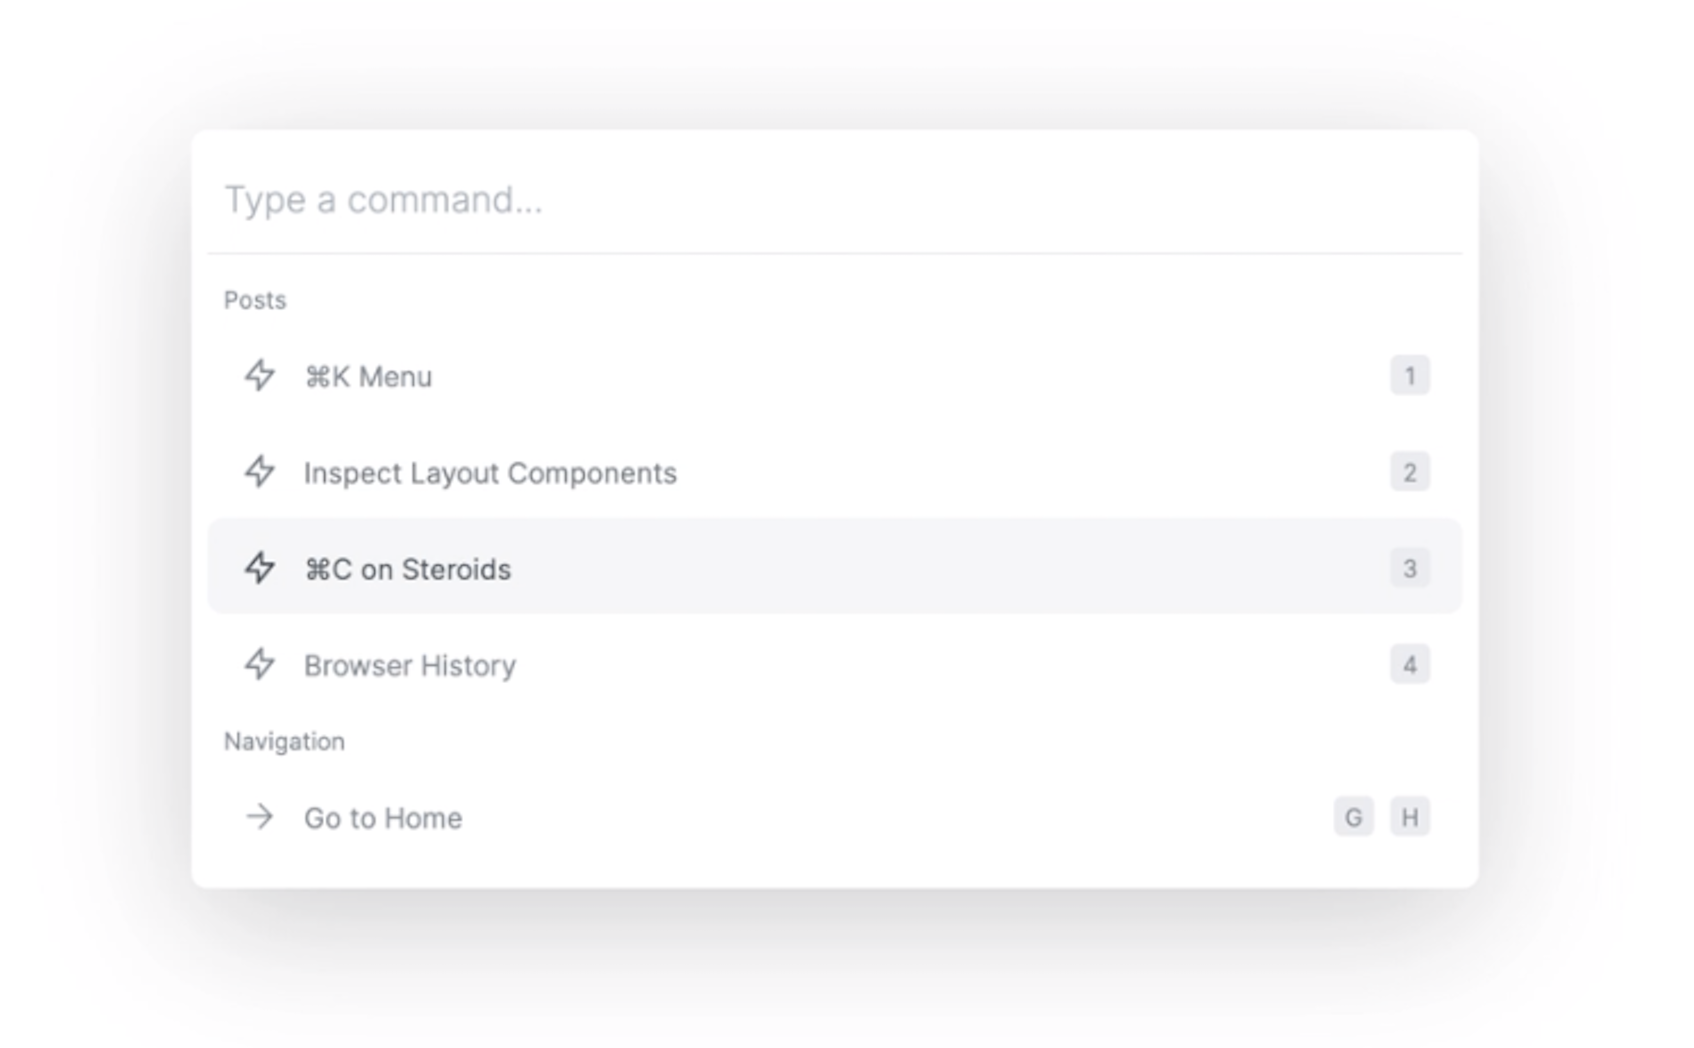 Type a command...
Posts
⌘K Menu 1
Inspect Layout Components 2
⌘C on Steroids 3
Browser History 4
Navigation
Go to Home G H